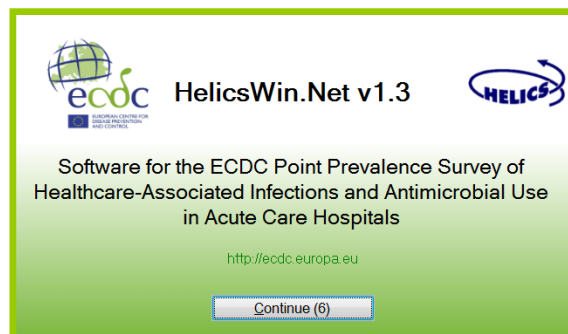 ecdc
EUROPEAN CENTRE FOR
DISEASE PREVENTION
AND CONTROL
HelicsWin.Net v1.3
HELICS
Software for the ECDC Point Prevalence Survey of
Healthcare-Associated Infections and Antimicrobial Use
in Acute Care Hospitals
http://ecdc.europa.eu
Continue (6)